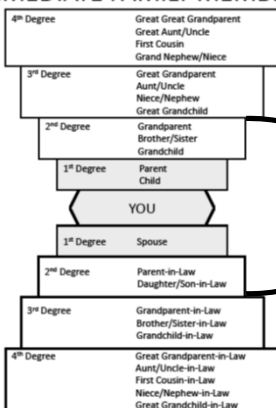 4th Degree Great Great Grandparent
Great Aunt/Uncle
First Cousin
Grand Nephew/Niece
3rd Degree Great Grandparent
Aunt/Uncle
Niece/Nephew
Great Grandchild
2nd Degree Grandparent
Brother/Sister
Grandchild
1st Degree Parent
Child
YOU
1st Degree Spouse
2nd Degree Parent-in-Law
Daughter/Son-in-Law
3rd Degree Grandparent-in-Law
Brother/Sister-in-Law
Grandchild-in-Law
4th Degree Great Grandparent-in-Law
Aunt/Uncle-in-Law
First Cousin-in-Law
Niece/Nephew-in-Law
Great Grandchild-in-Law